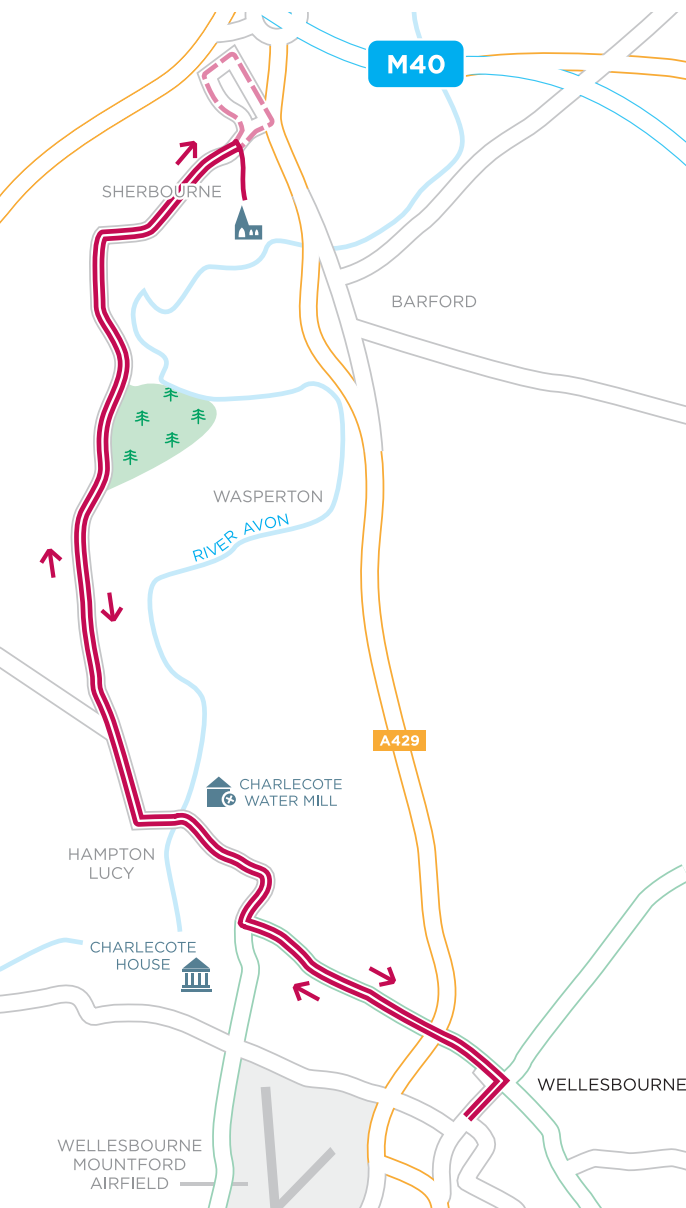 M40
SHERBOURNE
BARFORD
WASPERTON
RIVER AVON
A429
CHARLECOTE
WATER MILL
HAMPTON
LUCY
CHARLECOTE
HOUSE
WELLESBOURNE
WELLESBOURNE
MOUNTFORD
AIRFIELD